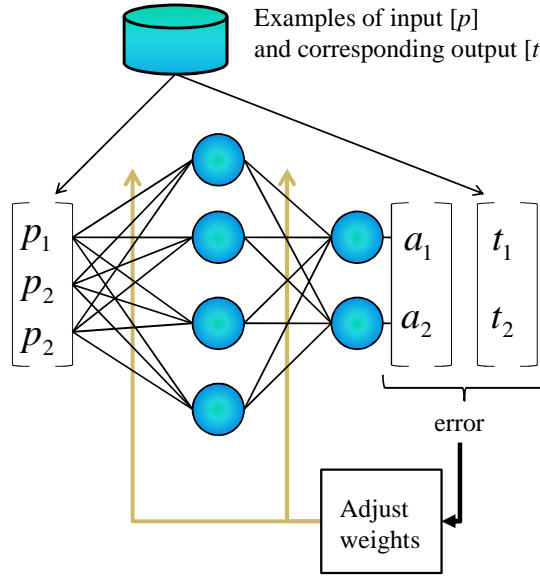 Examples of input [p]
and corresponding output [t
p1
p2
p2
a1
a2
t1
t2
error
Adjust
weights